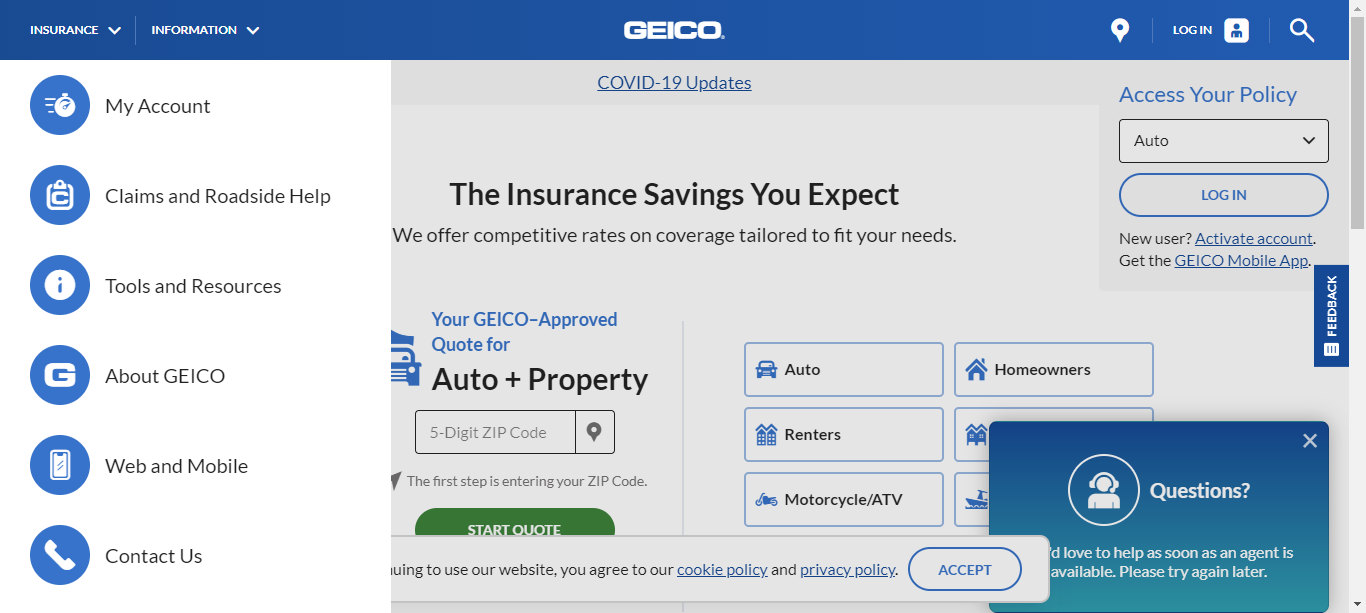 INSURANCE
INFORMATION
GEICO
LOG IN
My Account
Claims and Roadside Help
Tools and Resources
About GEICO
Web and Mobile
Contact Us
COVID-19 Updates
The Insurance Savings You Expect
We offer competitive rates on coverage tailored to fit your needs.
Access Your Policy
Auto
LOG IN
New user? Activate account.
Get the GEICO Mobile App.
FEEDBACK
Your GEICO–Approved
Quote for
Auto + Property
5-Digit ZIP Code
The first step is entering your ZIP Code.
START QUOTE
Auto
Homeowners
Renters
Motorcycle/ATV
to use our website, you agree to our cookie policy and privacy policy.
ACCEPT
Questions?
love to help as soon as an agent is
available. Please try again later.